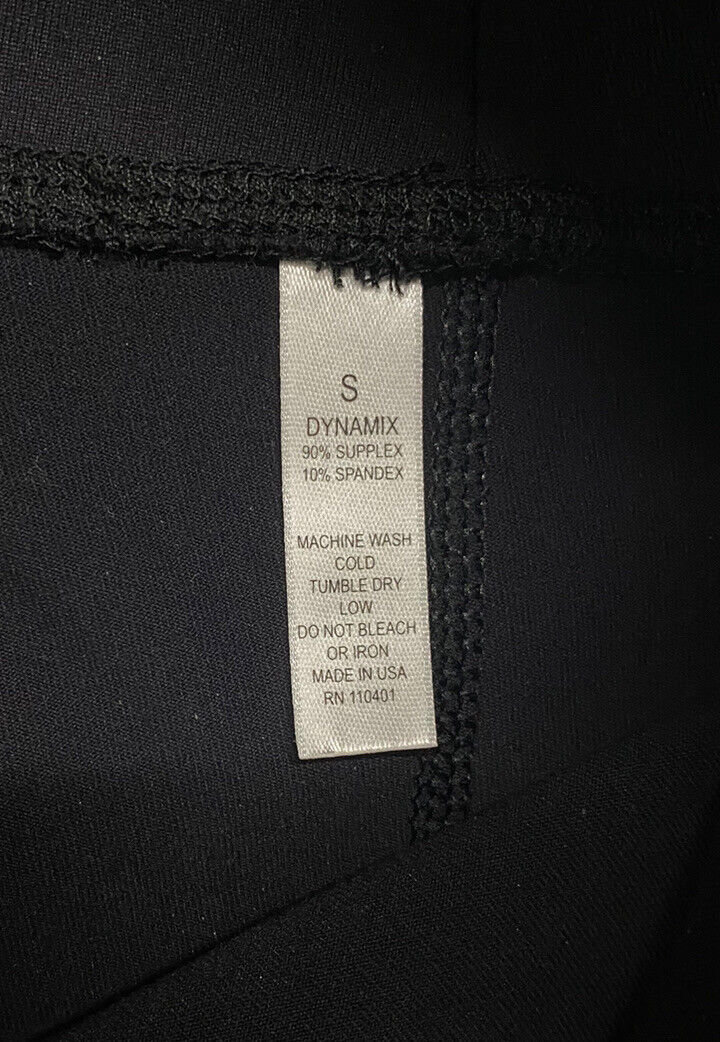 S
DYNAMIX
90% SUPPLEX
10% SPANDEX
MACHINE WASH
COLD
TUMBLE DRY
LOW
DO NOT BLEACH
OR IRON
MADE IN USA
RN 110401